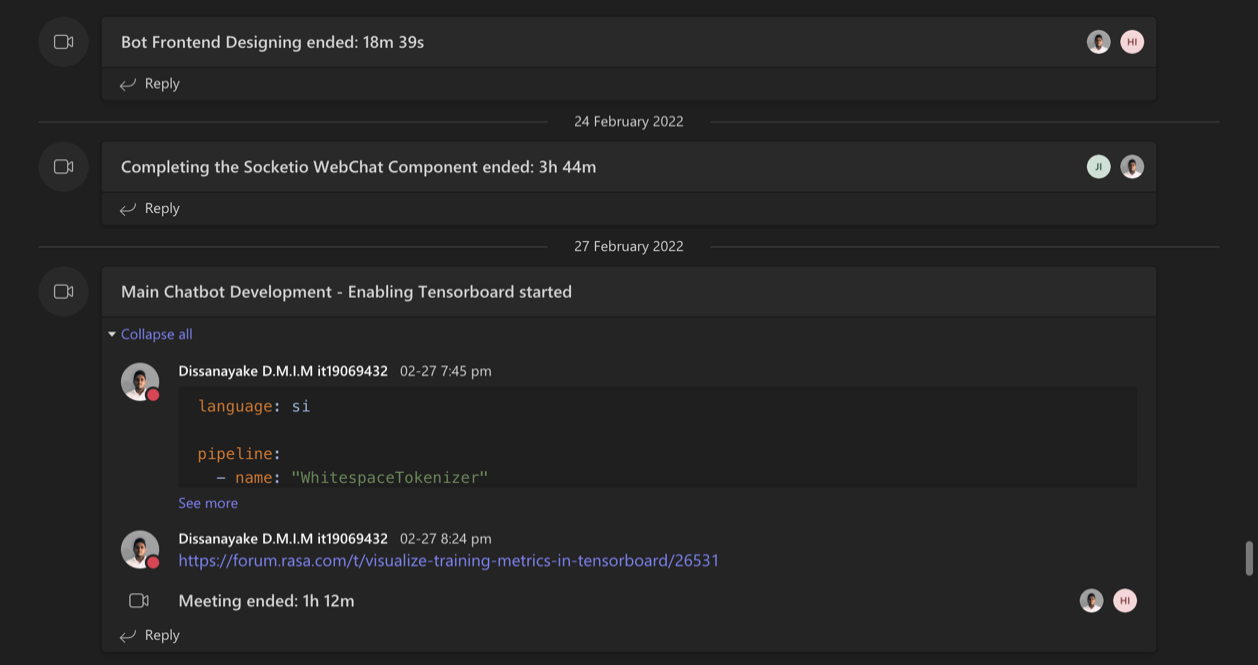 Bot Frontend Designing ended: 18m 39s
HI
Reply
24 February 2022
Completing the Socketio WebChat Component ended: 3h 44m
JI
Reply
27 February 2022
Main Chatbot Development - Enabling Tensorboard started
Collapse all
Dissanayake D.M.I.M it19069432 02-27 7:45 pm
language: si
pipeline:
- name: "WhitespaceTokenizer"
See more
Dissanayake D.M.I.M it19069432 02-27 8:24 pm
https://forum.rasa.com/t/visualize-training-metrics-in-tensorboard/26531
Meeting ended: 1h 12m
HI
Reply